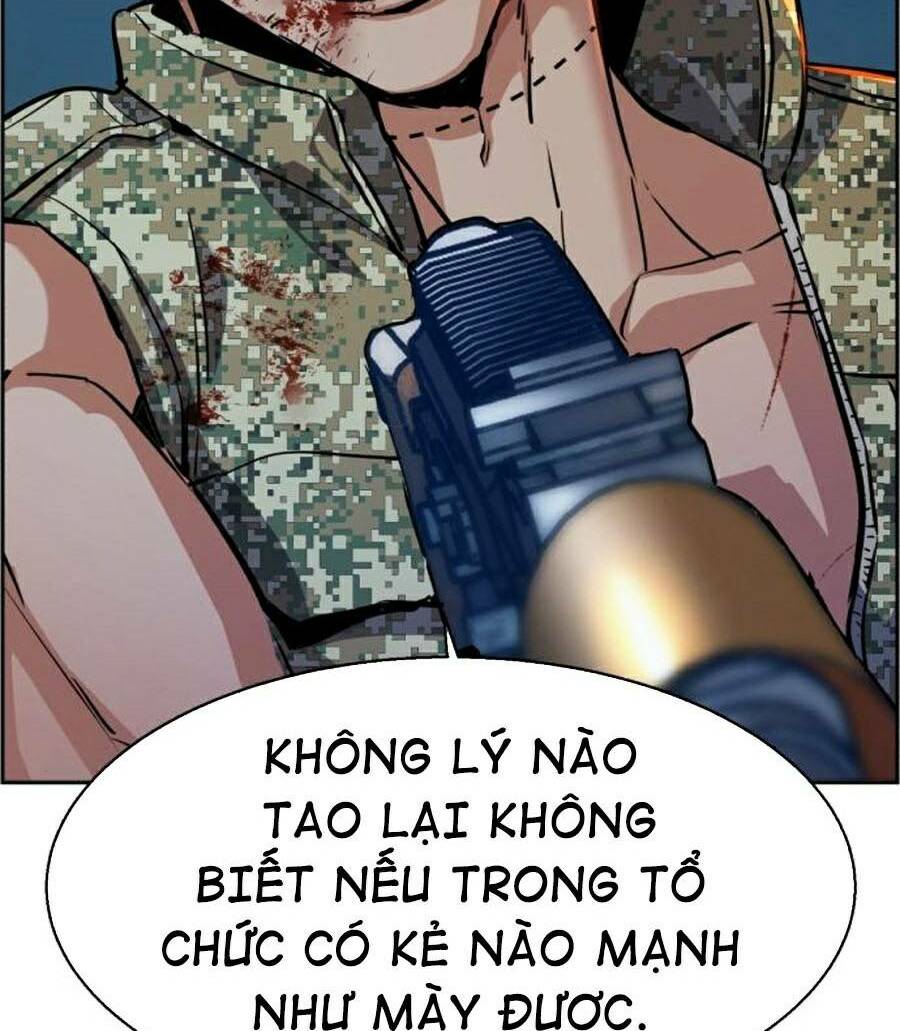 KHÔNG LÝ NÀO
TAO LẠI KHÔNG
BIẾT NẾU TRONG TỔ
CHỨC CÓ KẺ NÀO MẠNH
NHƯ MÀY ĐƯỢC.